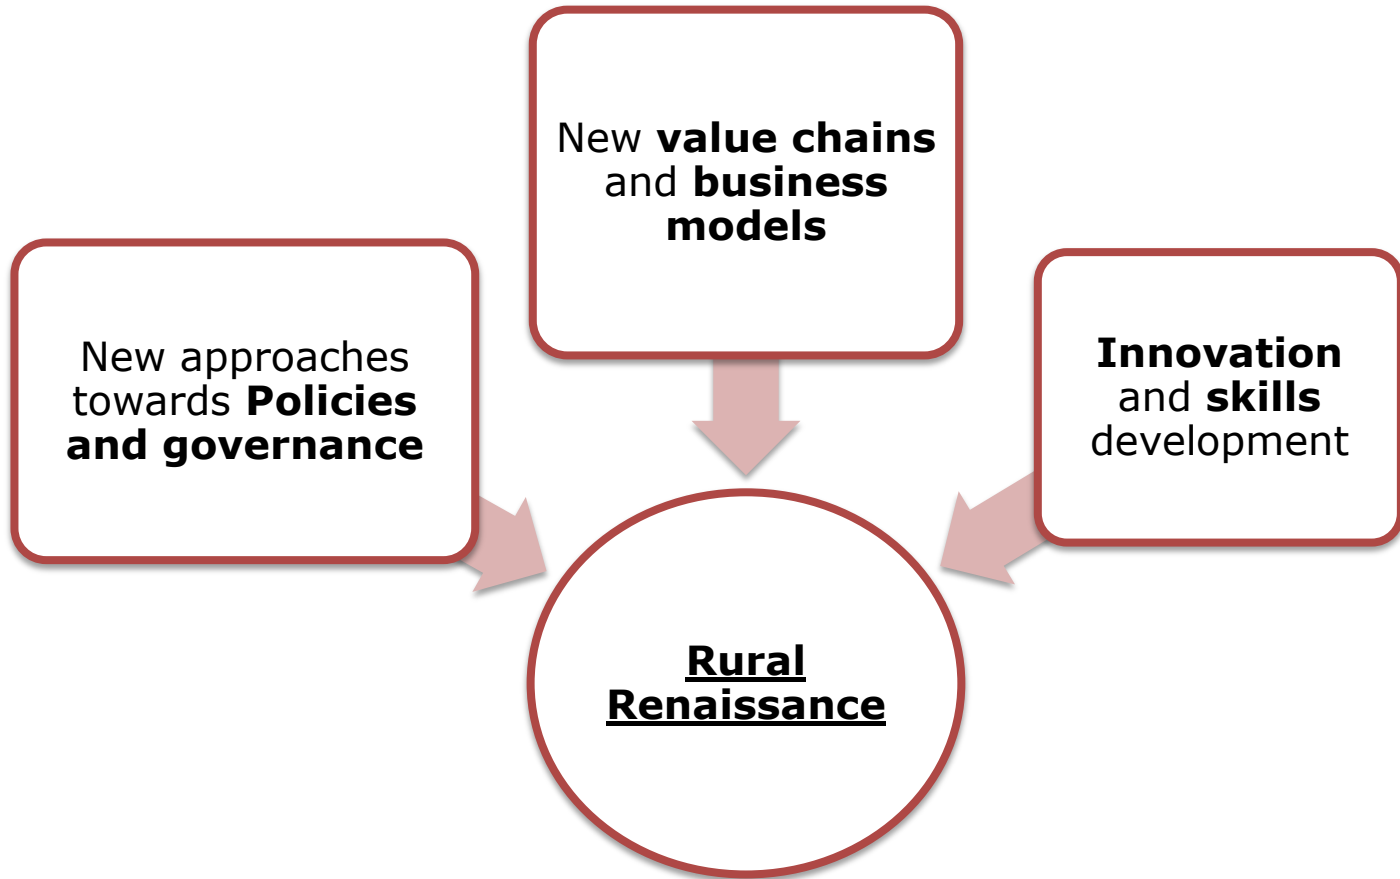 New approaches
towards Policies
and governance
New value chains
and business
models
Innovation
and skills
development
Rural
Renaissance